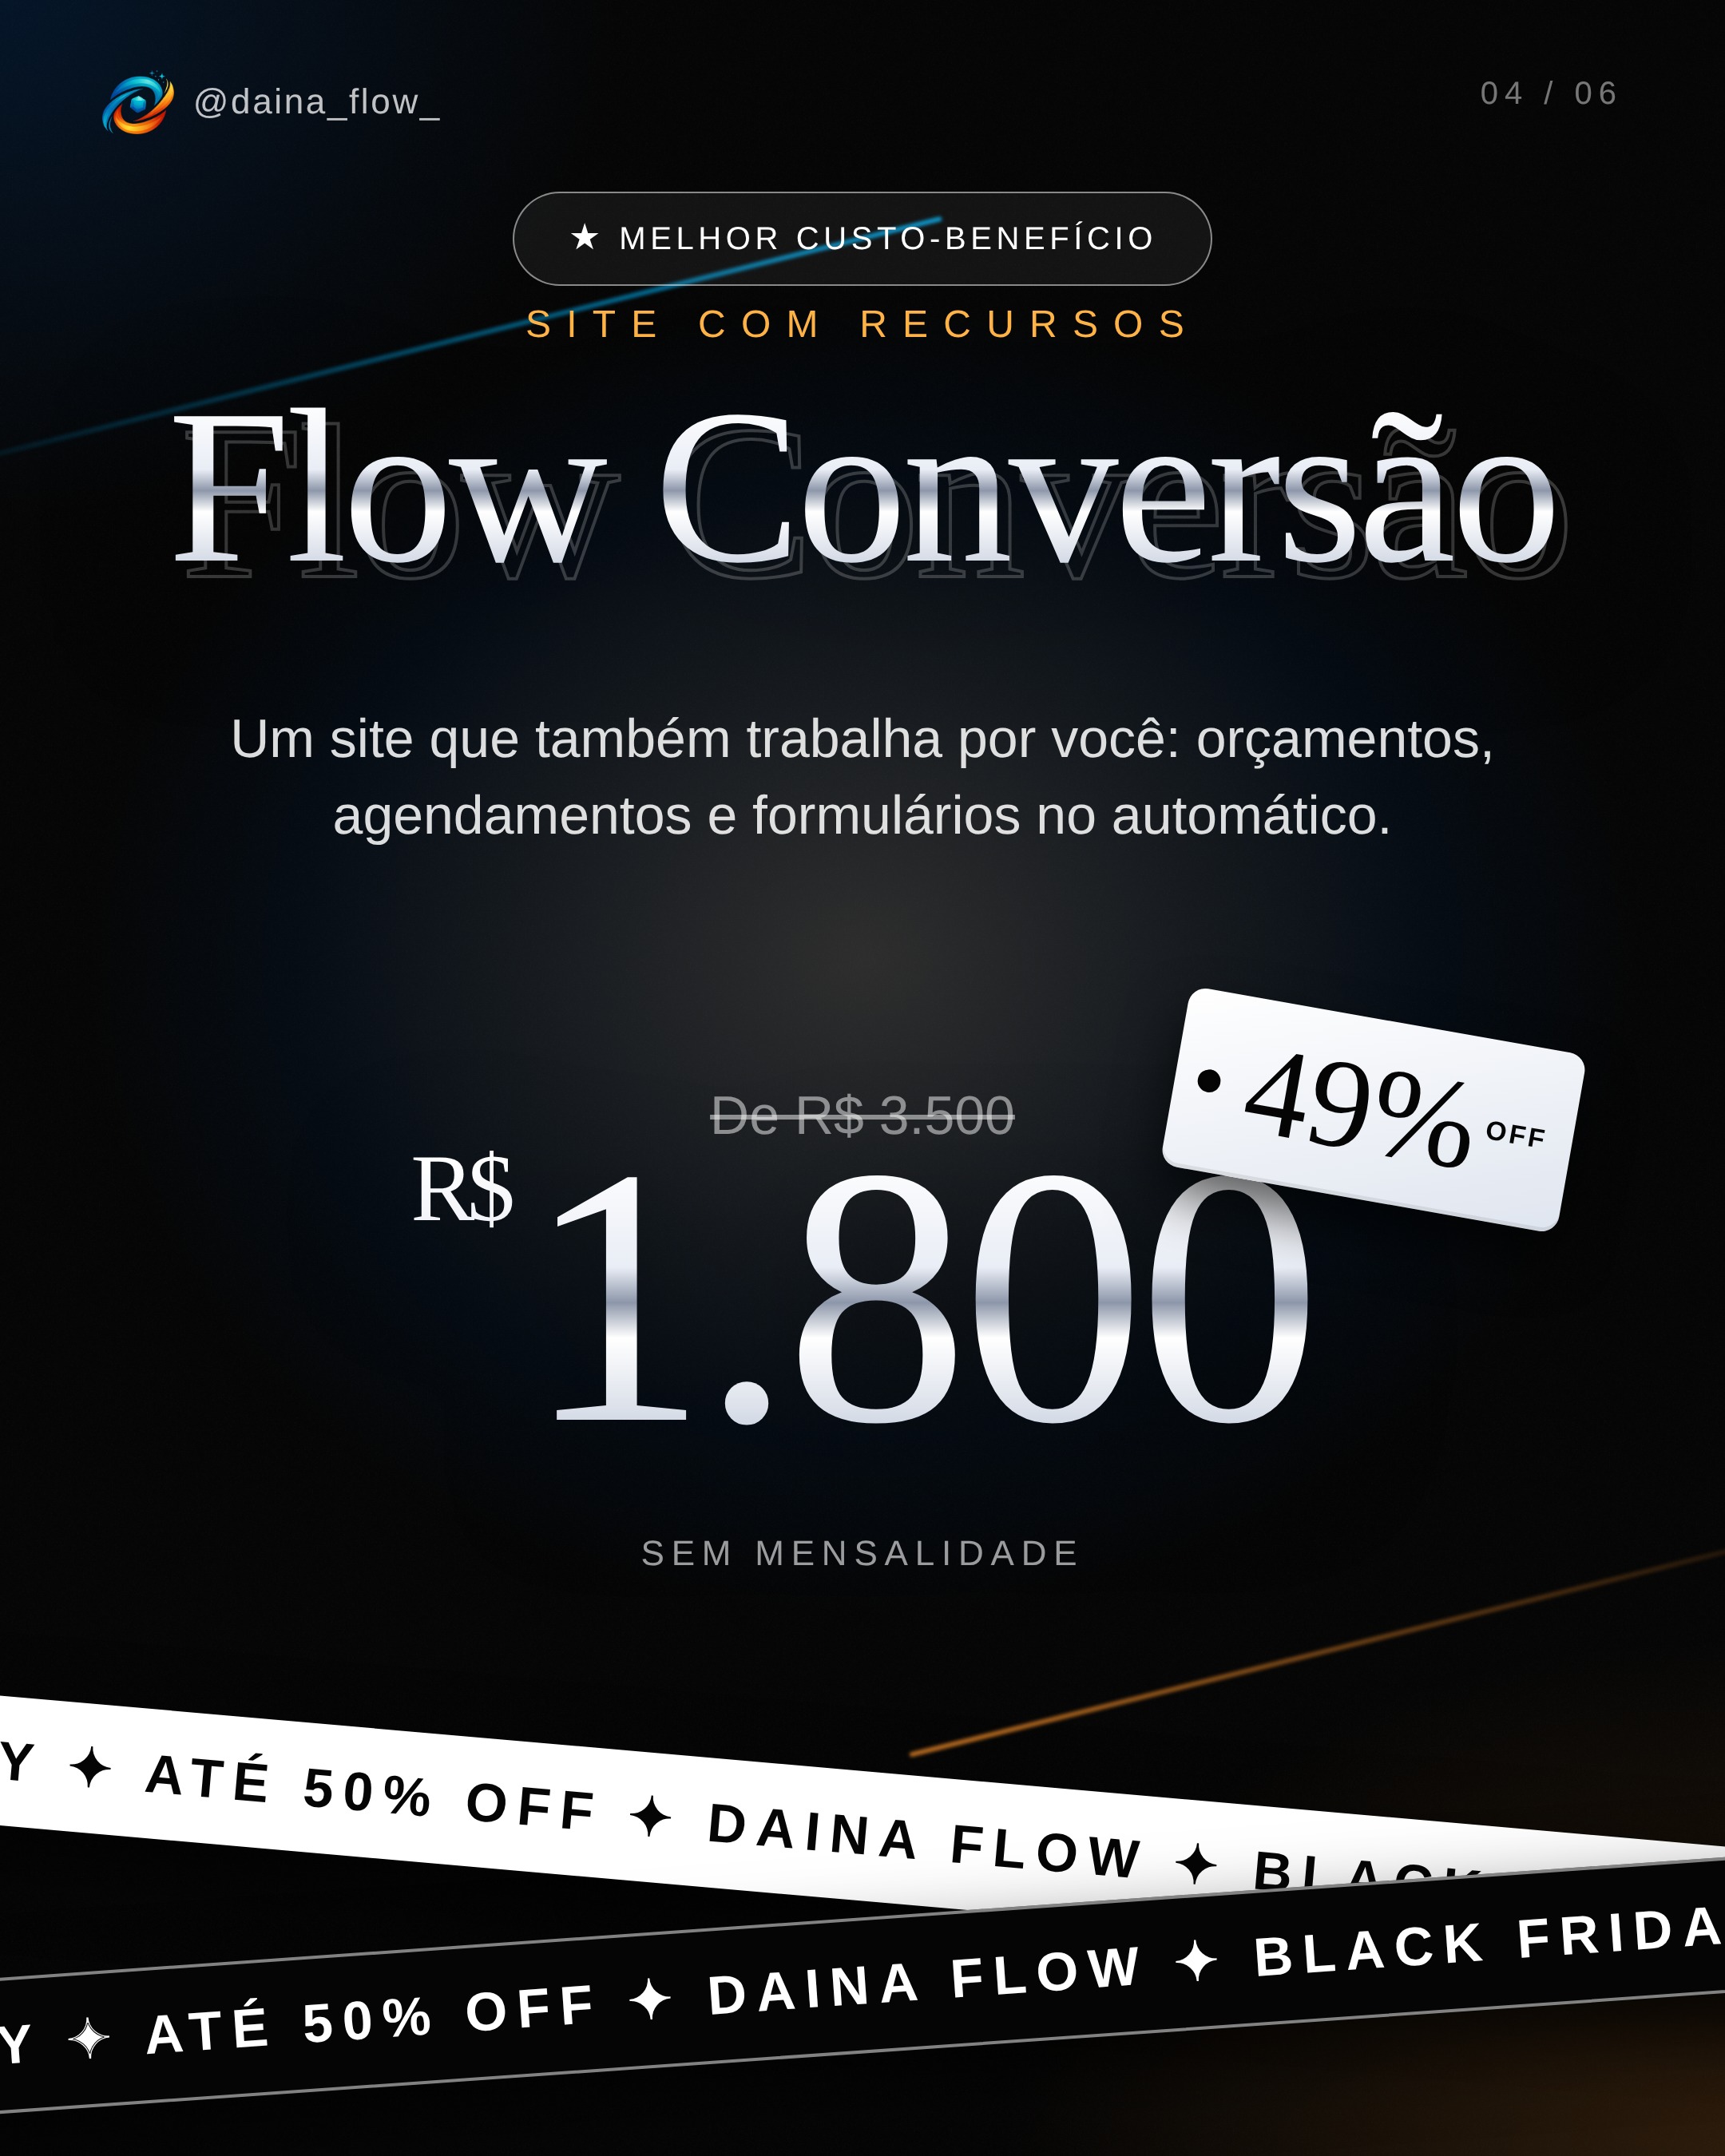 @daina_flow_
04 / 06
★ MELHOR CUSTO-BENEFÍCIO
SITE COM RECURSOS
Flow Conversão
Um site que também trabalha por você: orçamentos,
agendamentos e formulários no automático.
• 49% OFF
De R$ 3.500
R$ 1.800
SEM MENSALIDADE
Y ✦ ATÉ 50% OFF ✦ DAINA FLOW ✦ BLACK
Y ✦ ATÉ 50% OFF ✦ DAINA FLOW ✦ BLACK FRIDA